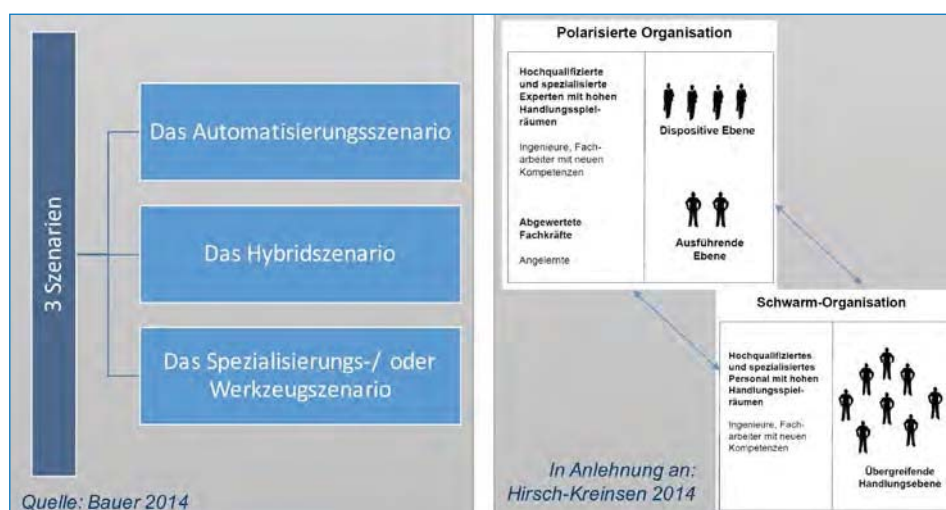 3 Szenarien
Das Automatisierungsszenario
Das Hybridszenario
Das Spezialisierungs-/ oder
Werkzeugszenario
Quelle: Bauer 2014
Polarisierte Organisation
Hochqualifizierte
und spezialisierte
Experten mit hohen
Handlungsspiel-
räumen
Ingenieure, Fach-
arbeiter mit neuen
Kompetenzen
Dispositive Ebene
Abgewertete
Fachkräfte
Angelernte
Ausführende
Ebene
Schwarm-Organisation
Hochqualifiziertes
und spezialisiertes
Personal mit hohen
Handlungsspiel-
räumen
Ingenieure, Fach-
arbeiter mit neuen
Kompetenzen
Übergreifende
Handlungsebene
In Anlehnung an:
Hirsch-Kreinsen 2014